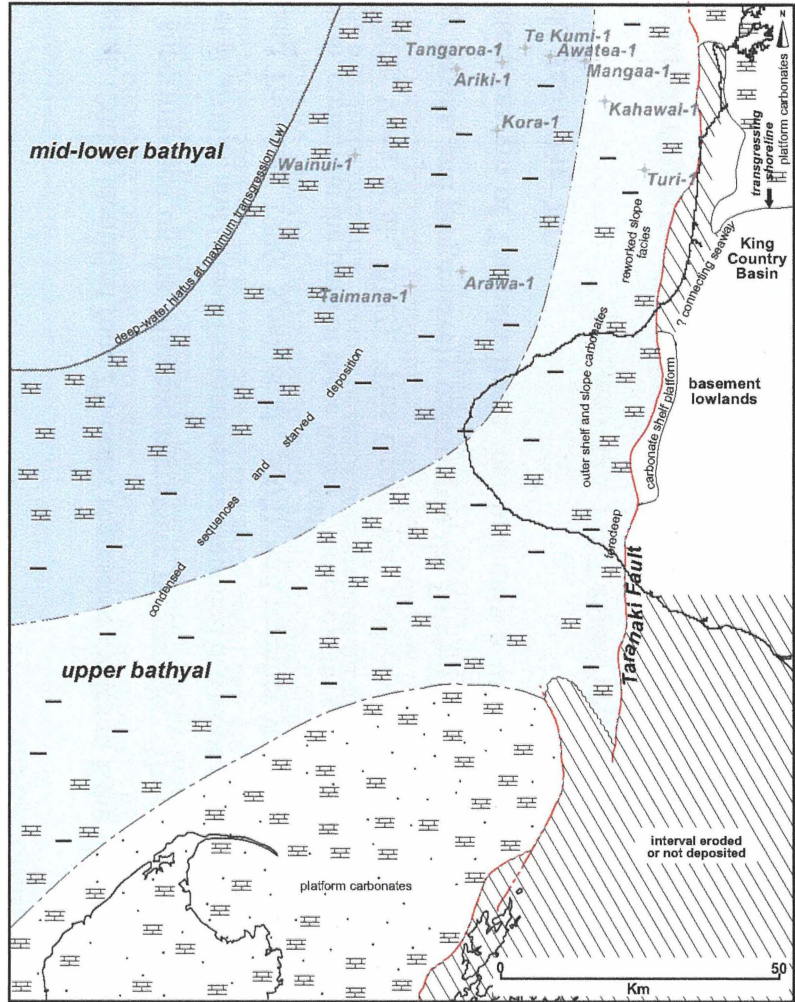 N
Te Kumi-1
Tangaroa-1
Awatea-1
Ariki-1
Mangaa-1
Kahawai-1
Kora-1
Wainui-1
Turi-1
mid-lower bathyal
deep-water hiatus at maximum transgression (Lw)
platform carbonates
transgressing
shoreline
King
Country
Basin
reworked slope
facies
? connecting seaway
Taimana-1
Arawa-1
outer shelf and slope carbonates
carbonate shelf platform
basement
lowlands
condensed sequences and starved deposition
foredeep
Taranaki Fault
upper bathyal
interval eroded
or not deposited
platform carbonates
0
50
Km